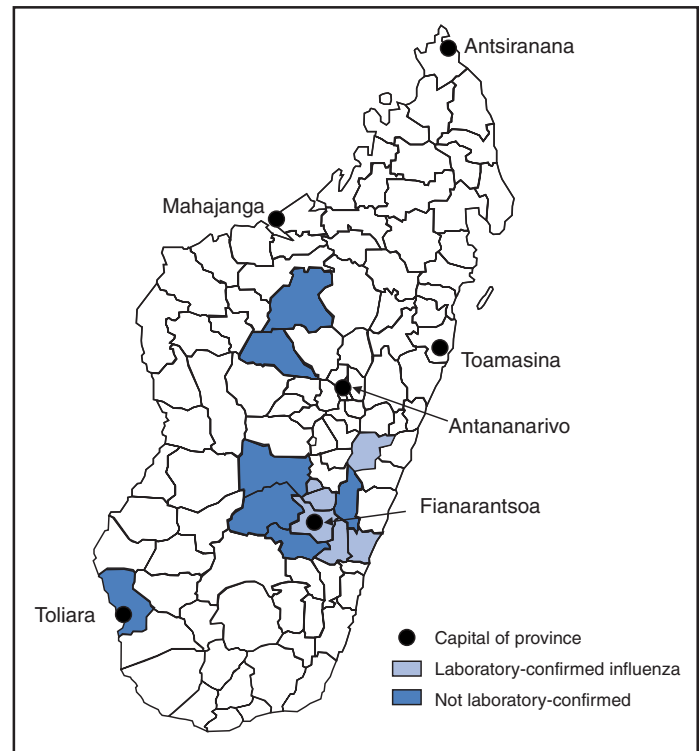 Antsiranana
Mahajanga
Toamasina
Antananarivo
Fianarantsoa
Toliara
Capital of province
Laboratory-confirmed influenza
Not laboratory-confirmed